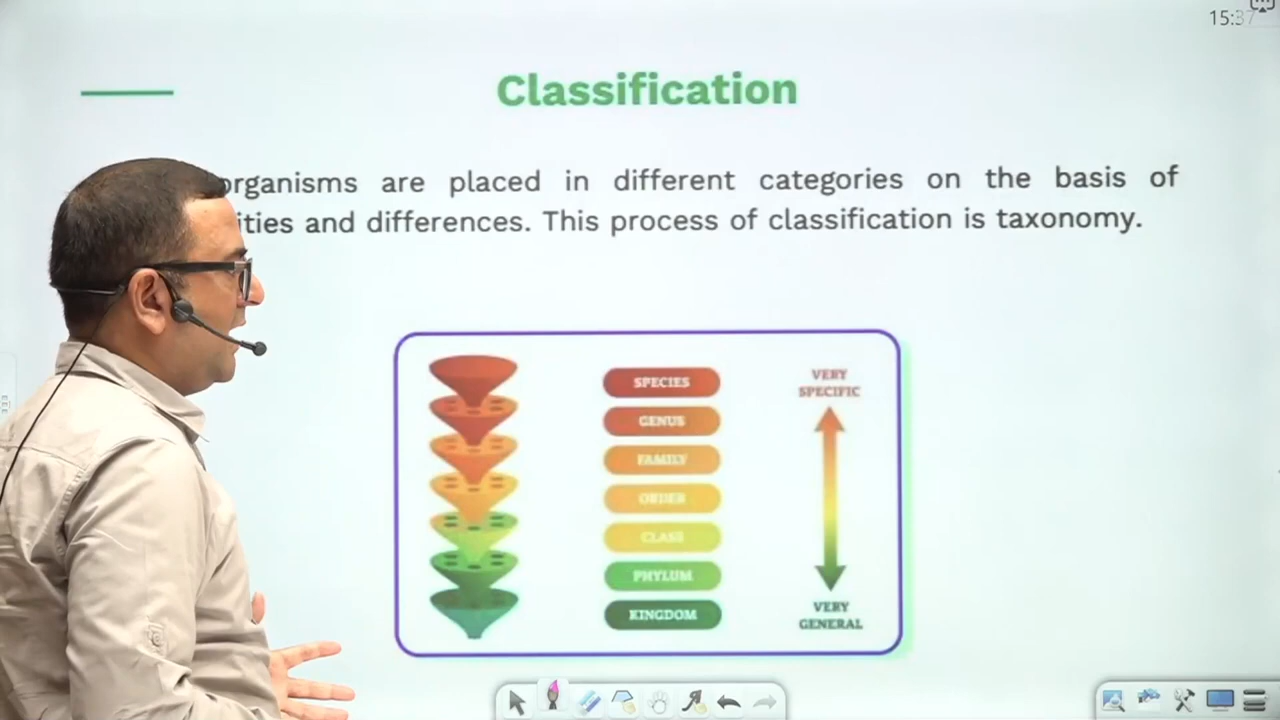 15:37
Classification
organisms are placed in different categories on the basis of
ities and differences. This process of classification is taxonomy.
SPECIES
GENUS
FAMILY
ORDER
CLASS
PHYLUM
KINGDOM
VERY
SPECIFIC
VERY
GENERAL